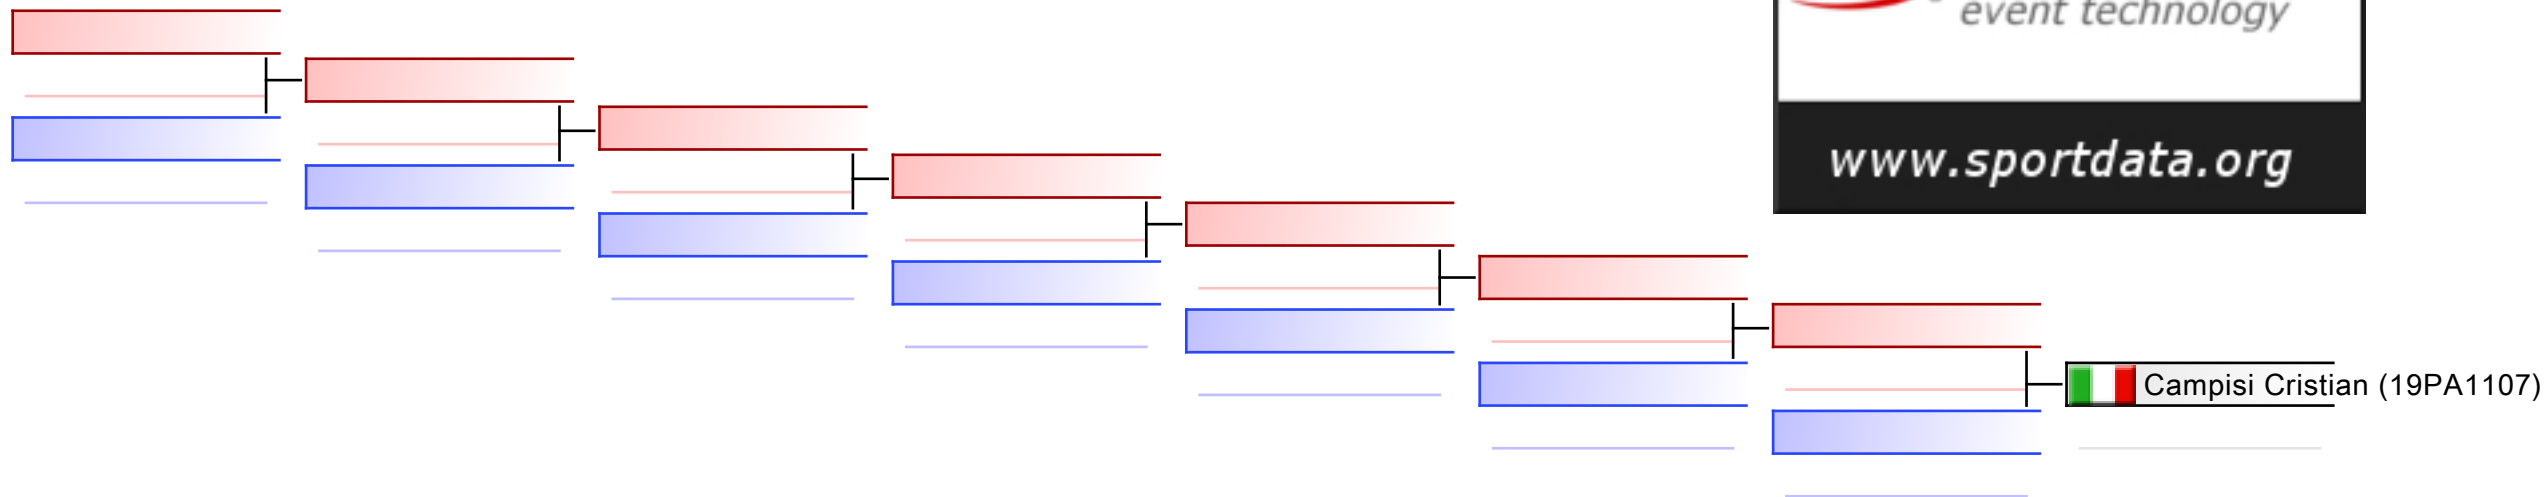 event technology
www.sportdata.org
Campisi Cristian (19PA1107)